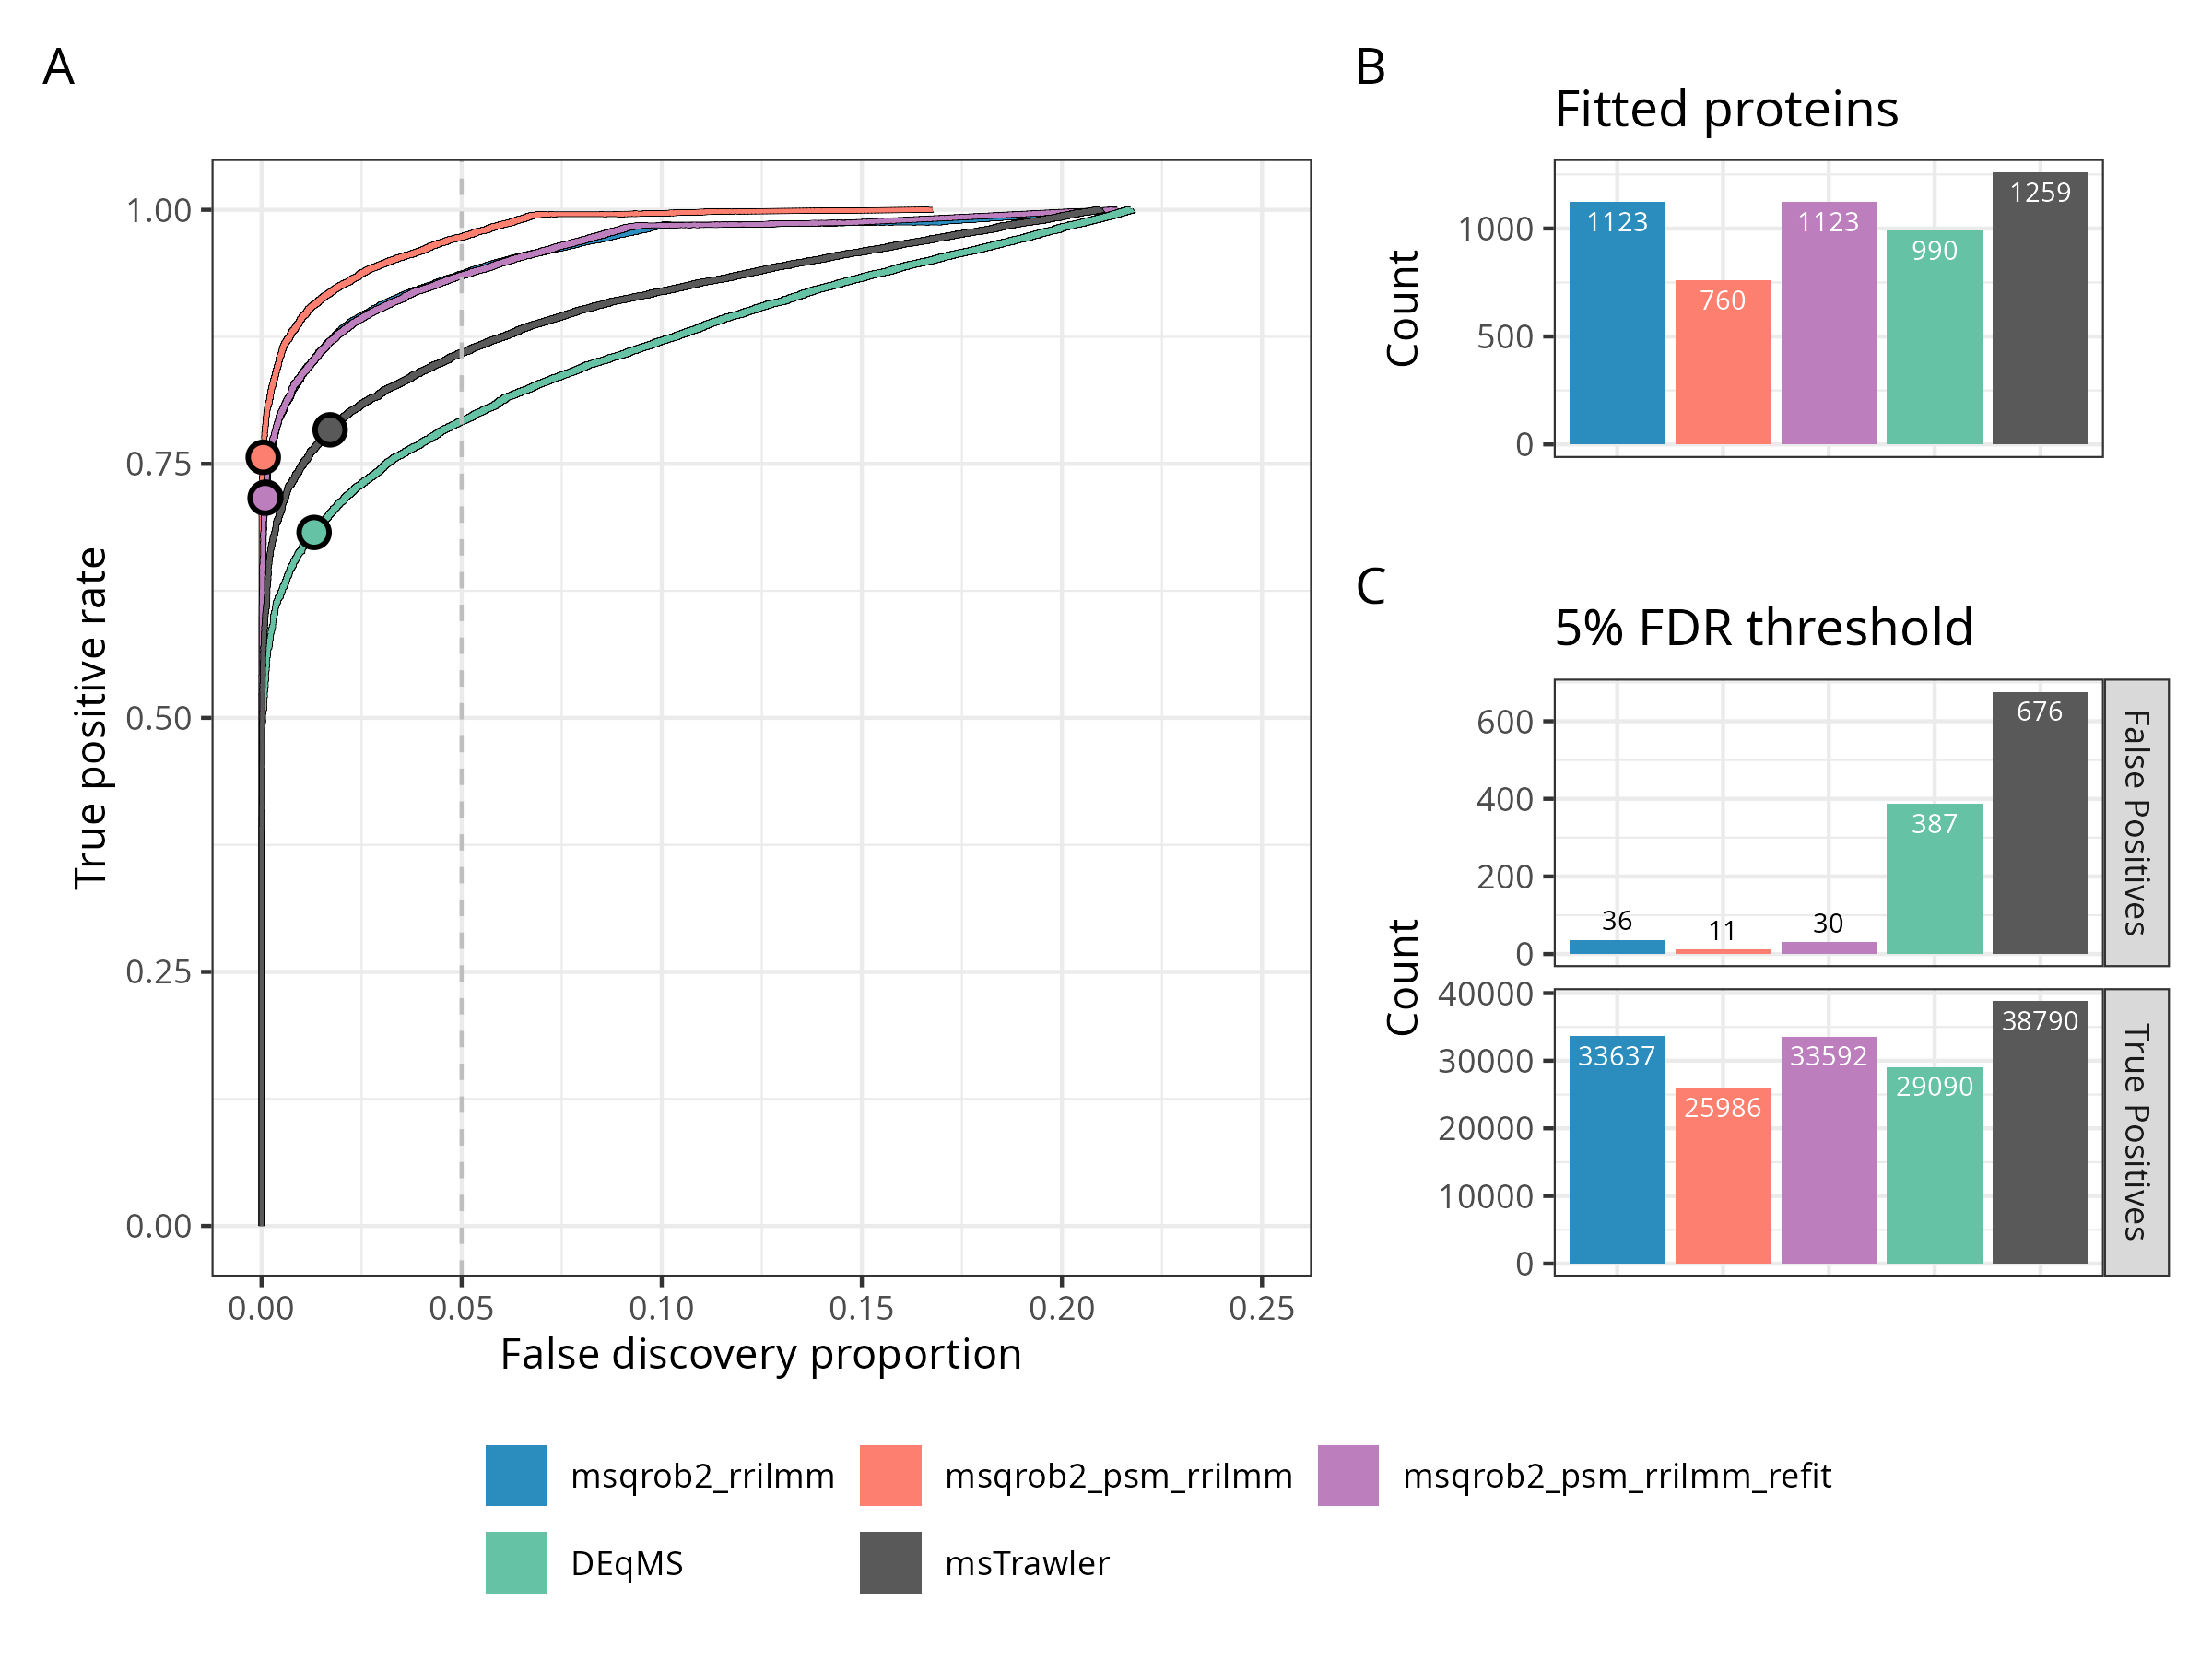 A
1.00
0.75
0.50
0.25
0.00
True positive rate
0.00 0.05 0.10 0.15 0.20 0.25
False discovery proportion
B
Fitted proteins
Count
1000
500
0
1123 760 1123 990 1259
C
5% FDR threshold
Count
600
400
200
0
36 11 30 387 676
False Positives
40000
30000
20000
10000
0
33637 25986 33592 29090 38790
True Positives
msqrob2_rrilmm msqrob2_psm_rrilmm msqrob2_psm_rrilmm_refit
DEqMS msTrawler